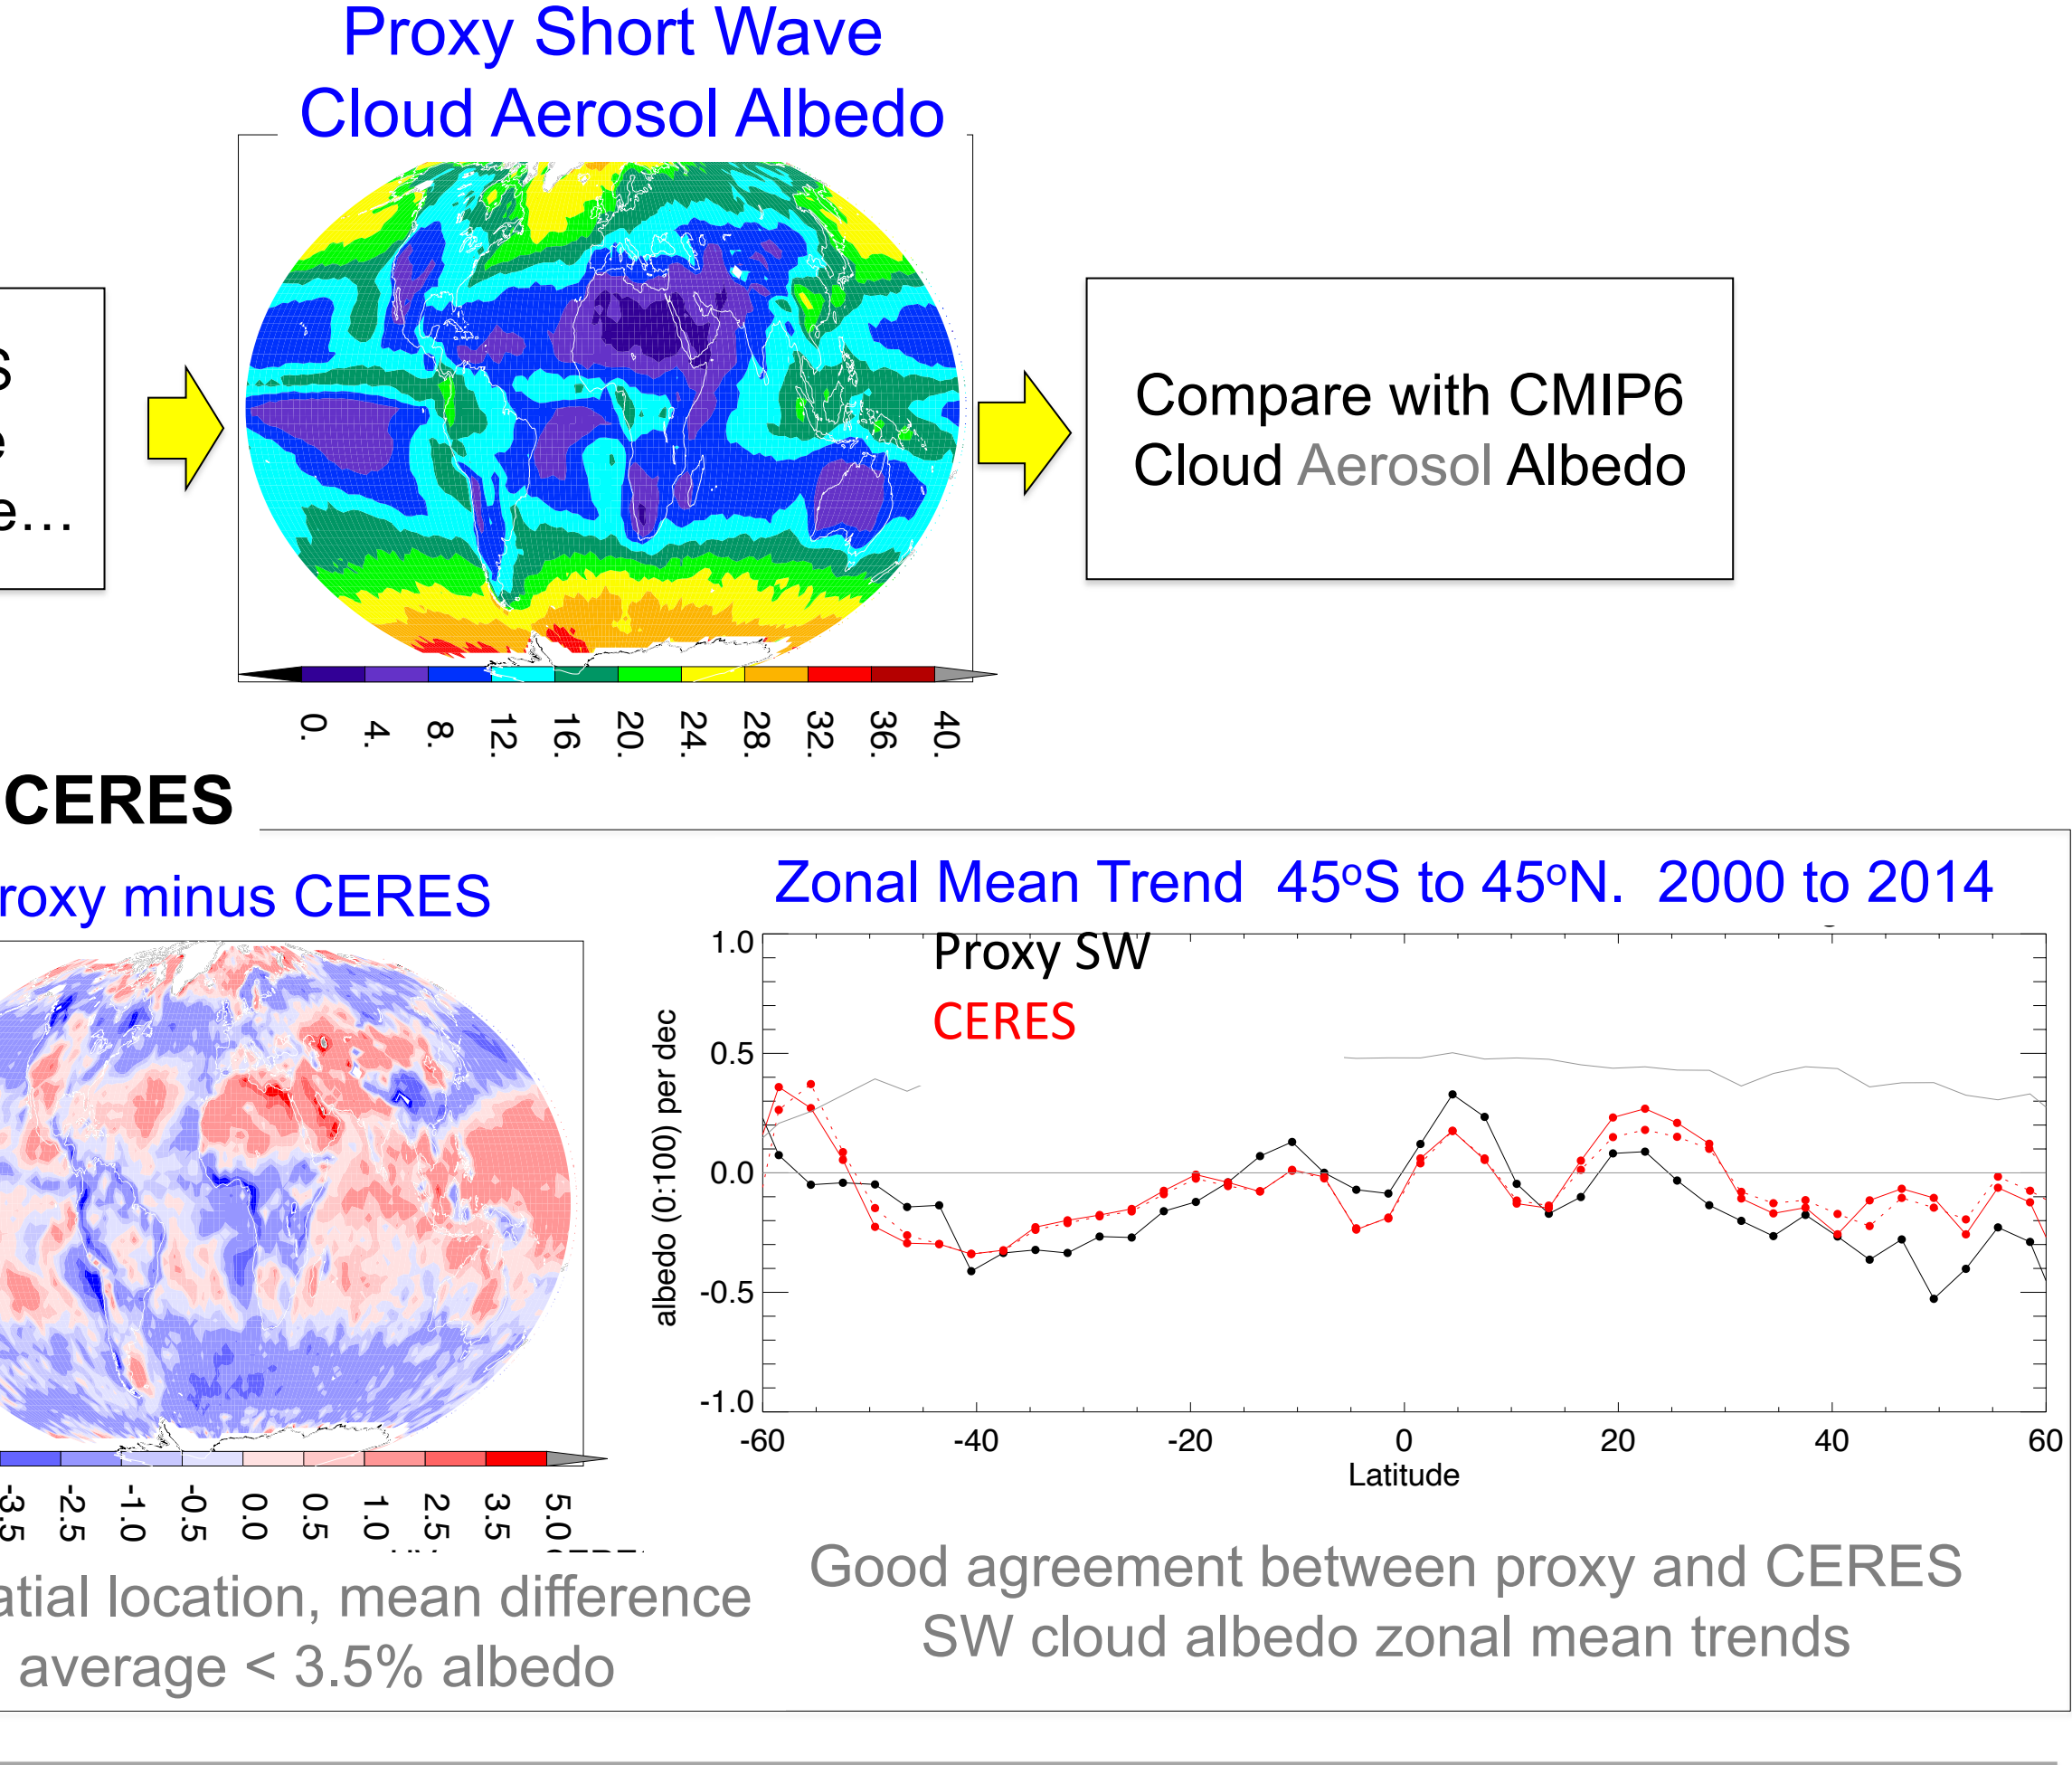 Proxy Short Wave
Cloud Aerosol Albedo
s
e
e…
Compare with CMIP6
Cloud Aerosol Albedo
0. 4. 8. 12. 16. 20. 24. 28. 32. 36. 40.
CERES
roxy minus CERES
Zonal Mean Trend 45ºS to 45ºN. 2000 to 2014
Proxy SW
CERES
albedo (0:100) per dec
1.0
0.5
0.0
-0.5
-1.0
-60 -40 -20 0 20 40 60
Latitude
-3.5 -2.5 -1.0 -0.5 0.0 0.5 1.0 2.5 3.5 5.0
atial location, mean difference
average < 3.5% albedo
Good agreement between proxy and CERES
SW cloud albedo zonal mean trends